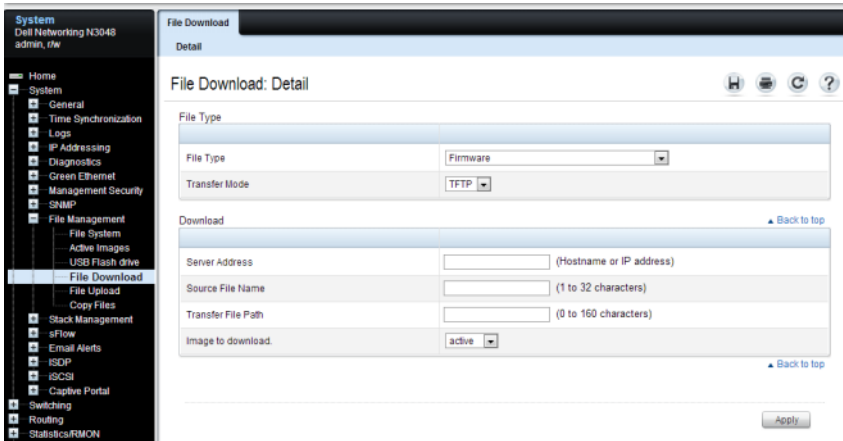 System
Dell Networking N3048
admin, r/w
Home
System
General
Time Synchronization
Logs
IP Addressing
Diagnostics
Green Ethernet
Management Security
SNMP
File Management
File System
Active Images
USB Flash drive
File Download
File Upload
Copy Files
Stack Management
sFlow
Email Alerts
ISDP
iSCSI
Captive Portal
Switching
Routing
Statistics/RMON
File Download
Detail
File Download: Detail
File Type
File Type Firmware
Transfer Mode TFTP
Download Back to top
Server Address (Hostname or IP address)
Source File Name (1 to 32 characters)
Transfer File Path (0 to 160 characters)
Image to download. active
Back to top
Apply